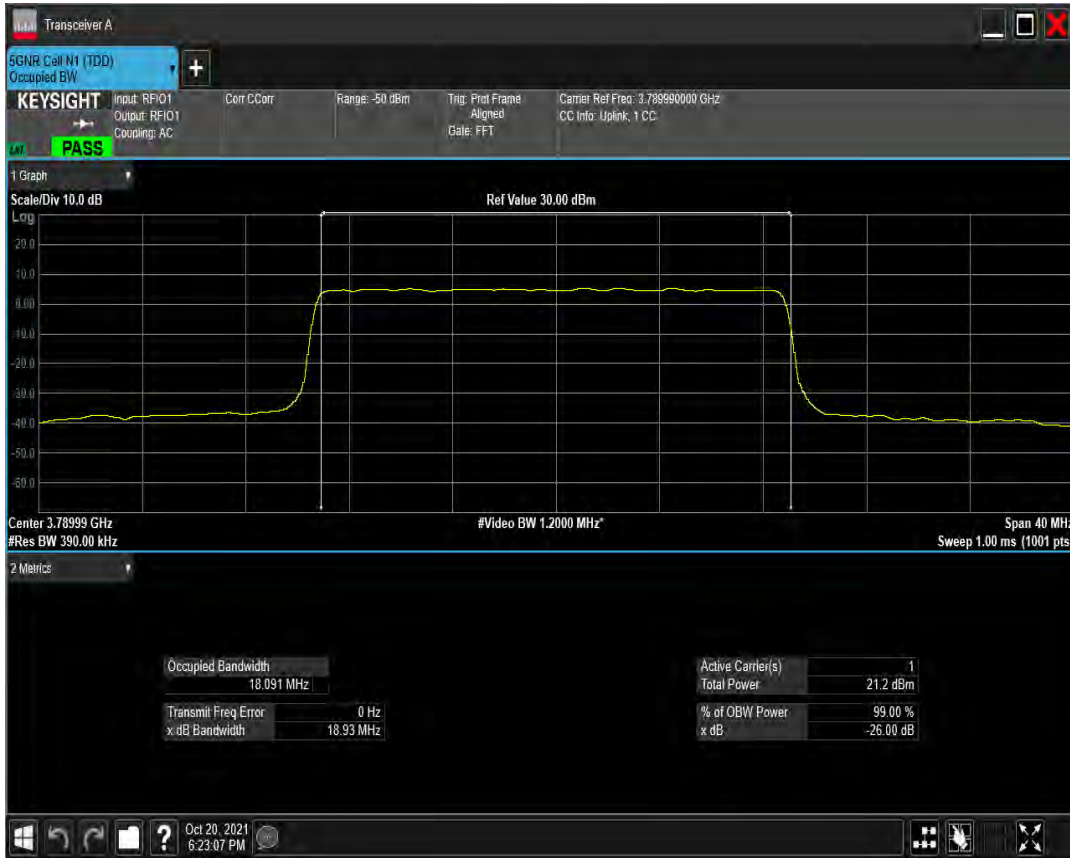 Transceiver A
5GNR Cell N1 (TDD)
Occupied BW
+
KEYSIGHT
Input: RFIO1
Output: RFIO1
Coupling: AC
Corr CCorr
Range: -50 dBm
Trig: Prot Frame
Aligned
Gate: FFT
Carrier Ref Freq: 3.789990000 GHz
CC Info: Uplink, 1 CC
PASS
1 Graph
Scale/Div 10.0 dB
Ref Value 30.00 dBm
Log
20.0
10.0
0.00
-10.0
-20.0
-30.0
-40.0
-50.0
-60.0
Center 3.78999 GHz
#Video BW 1.2000 MHz*
Span 40 MHz
#Res BW 390.00 kHz
Sweep 1.00 ms (1001 pts
2 Metrics
Occupied Bandwidth
18.091 MHz
Transmit Freq Error 0 Hz
x dB Bandwidth 18.93 MHz
Active Carrier(s) 1
Total Power 21.2 dBm
% of OBW Power 99.00 %
x dB -26.00 dB
?
Oct 20, 2021
6:23:07 PM